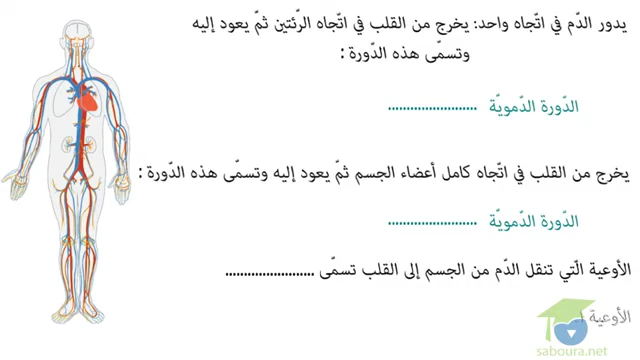 يدور الدّم في اتّجاه واحد: يخرج من القلب في اتّجاه الرّئتين ثمّ يعود إليه
وتسمّى هذه الدّورة :
الدّورة الدّمويّة ........................
يخرج من القلب في اتّجاه كامل أعضاء الجسم ثمّ يعود إليه وتسمّى هذه الدّورة :
الدّورة الدّمويّة ........................
الأوعية الّتي تنقل الدّم من الجسم إلى القلب تسمّى ........................
الأوعية ا
saboura.net